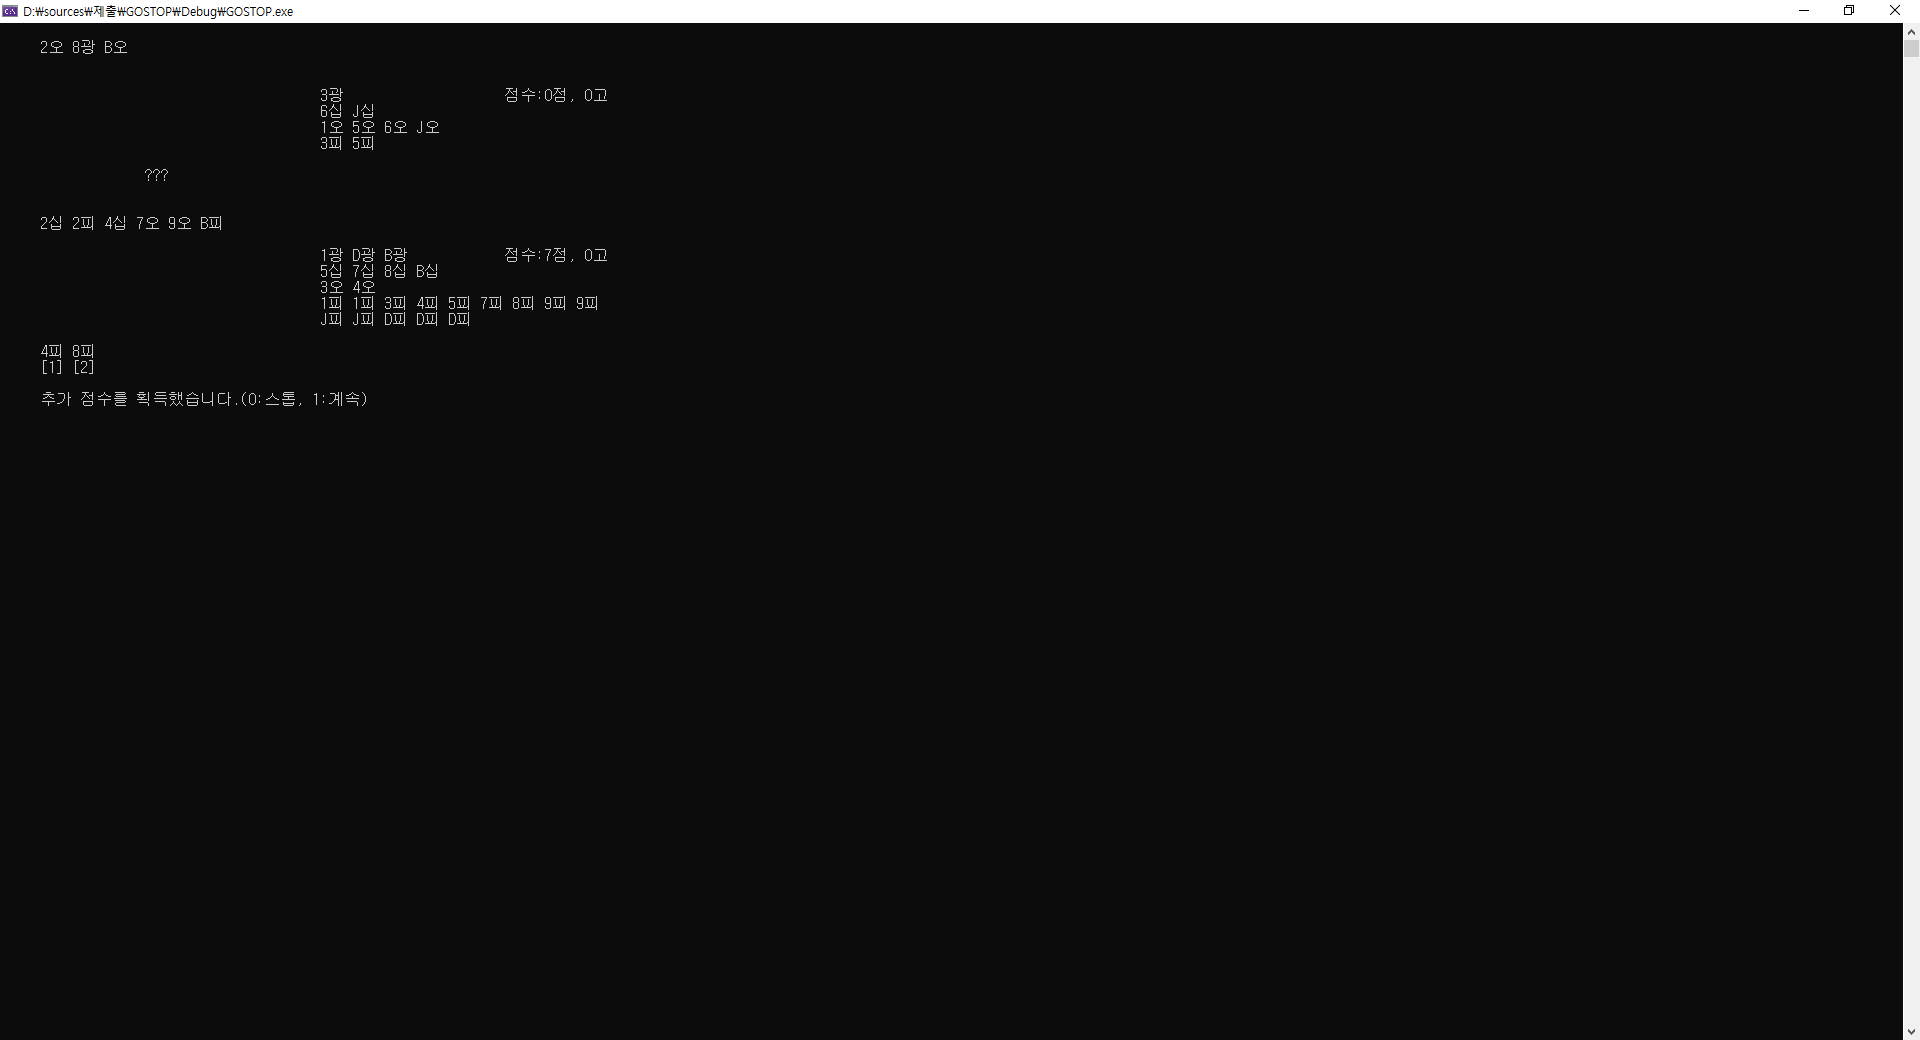 D:₩sources₩제출₩GOSTOP₩Debug₩GOSTOP.exe
2오 8광 B오
3광 점수:0점, 0고
6십 J십
1오 5오 6오 J오
3피 5피
???
2십 2피 4십 7오 9오 B피
1광 D광 B광 점수:7점, 0고
5십 7십 8십 B십
3오 4오
1피 1피 3피 4피 5피 7피 8피 9피 9피
J피 J피 D피 D피 D피
4피 8피
[1] [2]
추가 점수를 획득했습니다.(0:스톱, 1:계속)